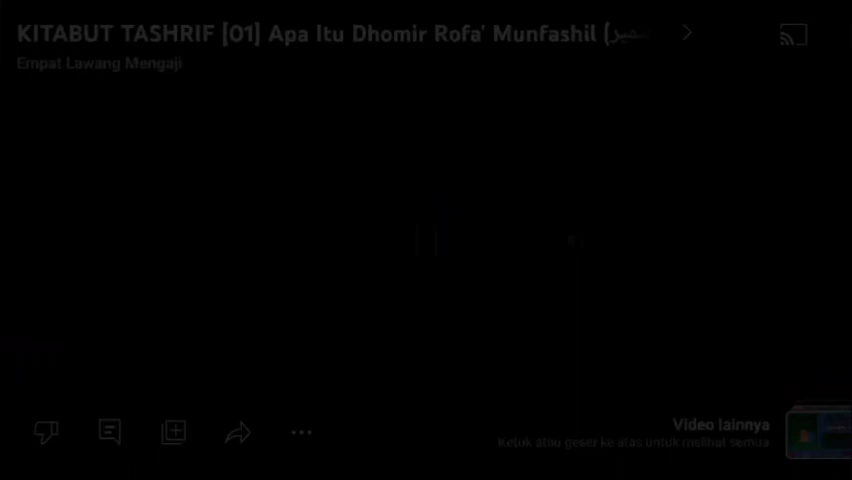 KITABUT TASHRIF [01] Apa Itu Dhomir Rofa' Munfashil (ضمير
Empat Lawang Mengaji
Video lainnya
Ketuk atau geser ke atas untuk melihat semua